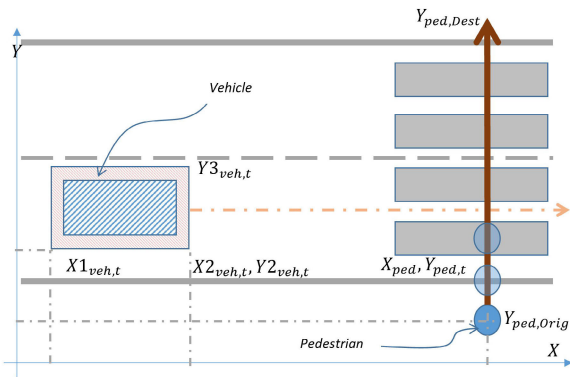 Y_{ped,Dest}
Y
Vehicle
Y3_{veh,t}
X1_{veh,t}
X2_{veh,t}, Y2_{veh,t}
X_{ped}, Y_{ped,t}
Y_{ped,Orig}
Pedestrian
X